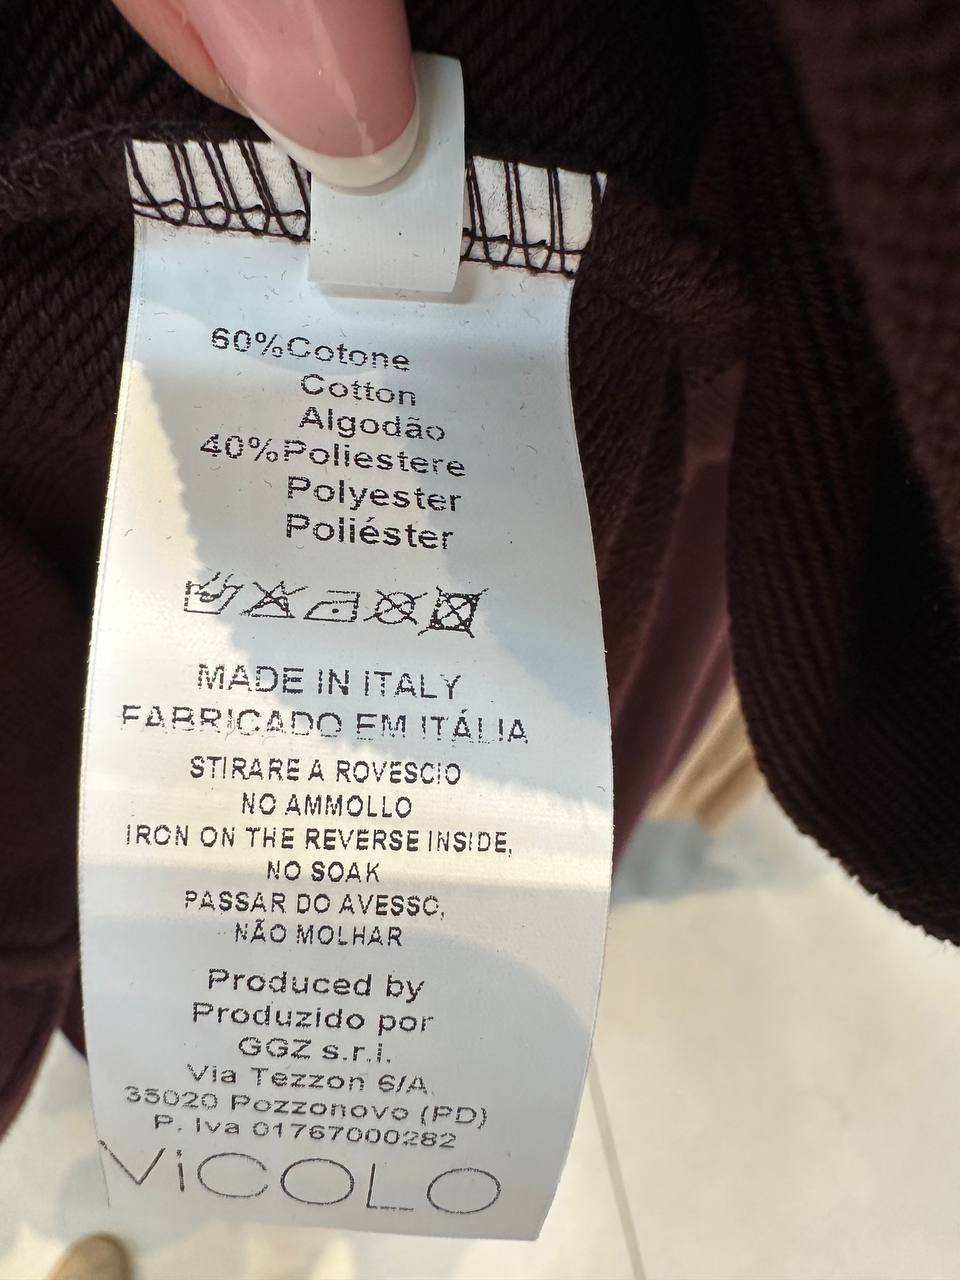 60%Cotone
Cotton
Algodão
40%Poliestere
Polyester
Poliéster
MADE IN ITALY
FABRICADO EM ITÁLIA
STIRARE A ROVESCIO
NO AMMOLLO
IRON ON THE REVERSE INSIDE,
NO SOAK
PASSAR DO AVESSO,
NÃO MOLHAR
Produced by
Produzido por
GGZ s.r.l.
Via Tezzon 6/A
35020 Pozzonovo (PD)
P. Iva 01767000282
ViCOLO